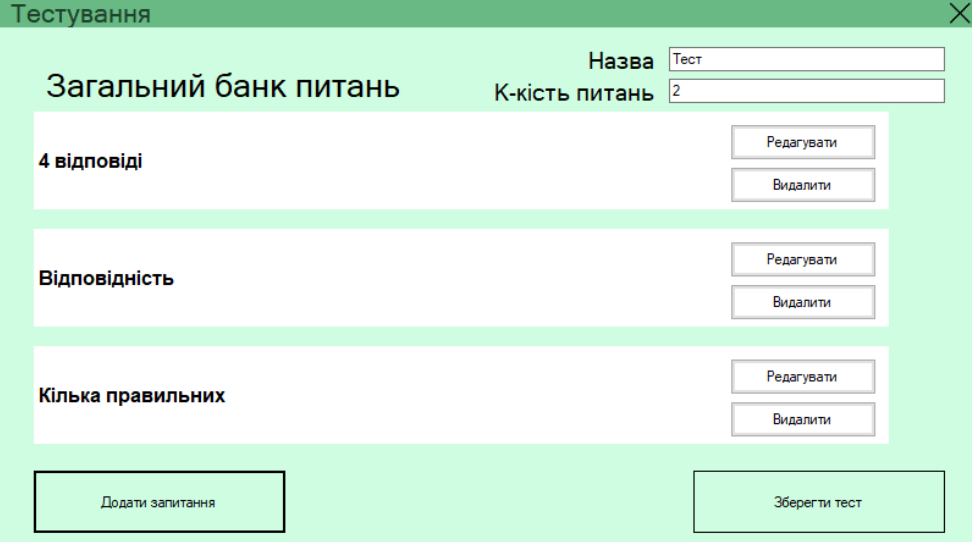 Тестування
Назва Тест
Загальний банк питань
К-кість питань 2
4 відповіді
Редагувати
Видалити
Відповідність
Редагувати
Видалити
Кілька правильних
Редагувати
Видалити
Додати запитання
Зберегти тест